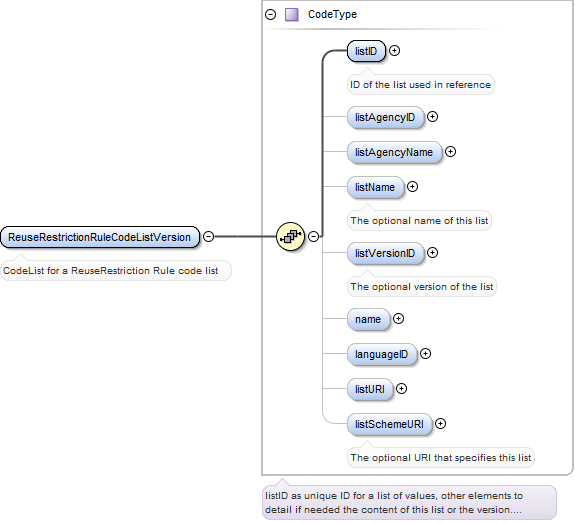 CodeType
listID
ID of the list used in reference
listAgencyID
listAgencyName
listName
The optional name of this list
ReuseRestrictionRuleCodeListVersion
CodeList for a ReuseRestriction Rule code list
listVersionID
The optional version of the list
name
languageID
listURI
listSchemeURI
The optional URI that specifies this list
listID as unique ID for a list of values, other elements to
detail if needed the content of this list or the version....